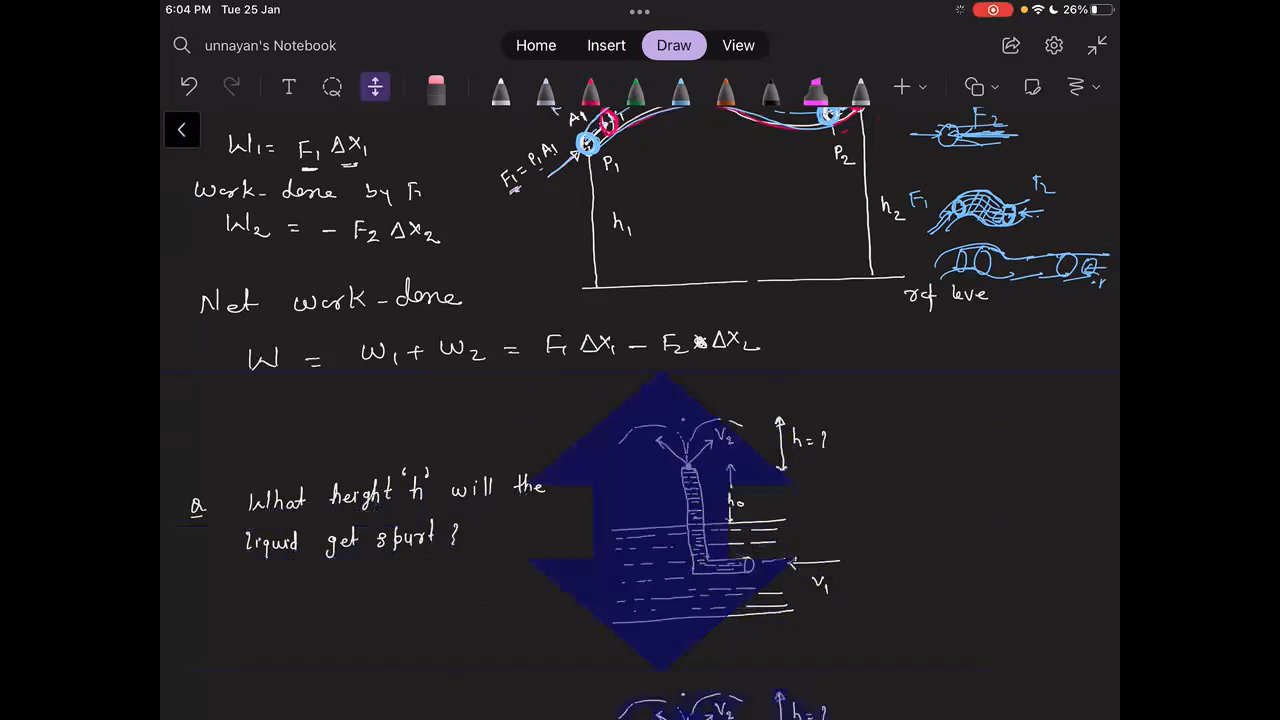 6:04 PM Tue 25 Jan
26%
unnayan's Notebook
Home Insert Draw View
W1 = F1 Δx1
work-done by F
W2 = - F2 Δx2
A1
F1 = P1A1
P1
h1
P2
h2
ref leve
F2
F1 F2
Net work-done
W = W1 + W2 = F1 Δx1 - F2 Δx2
Q What height 'h' will the
liquid get spurt ?
V2
h=?
h0
V1
V2
h=?